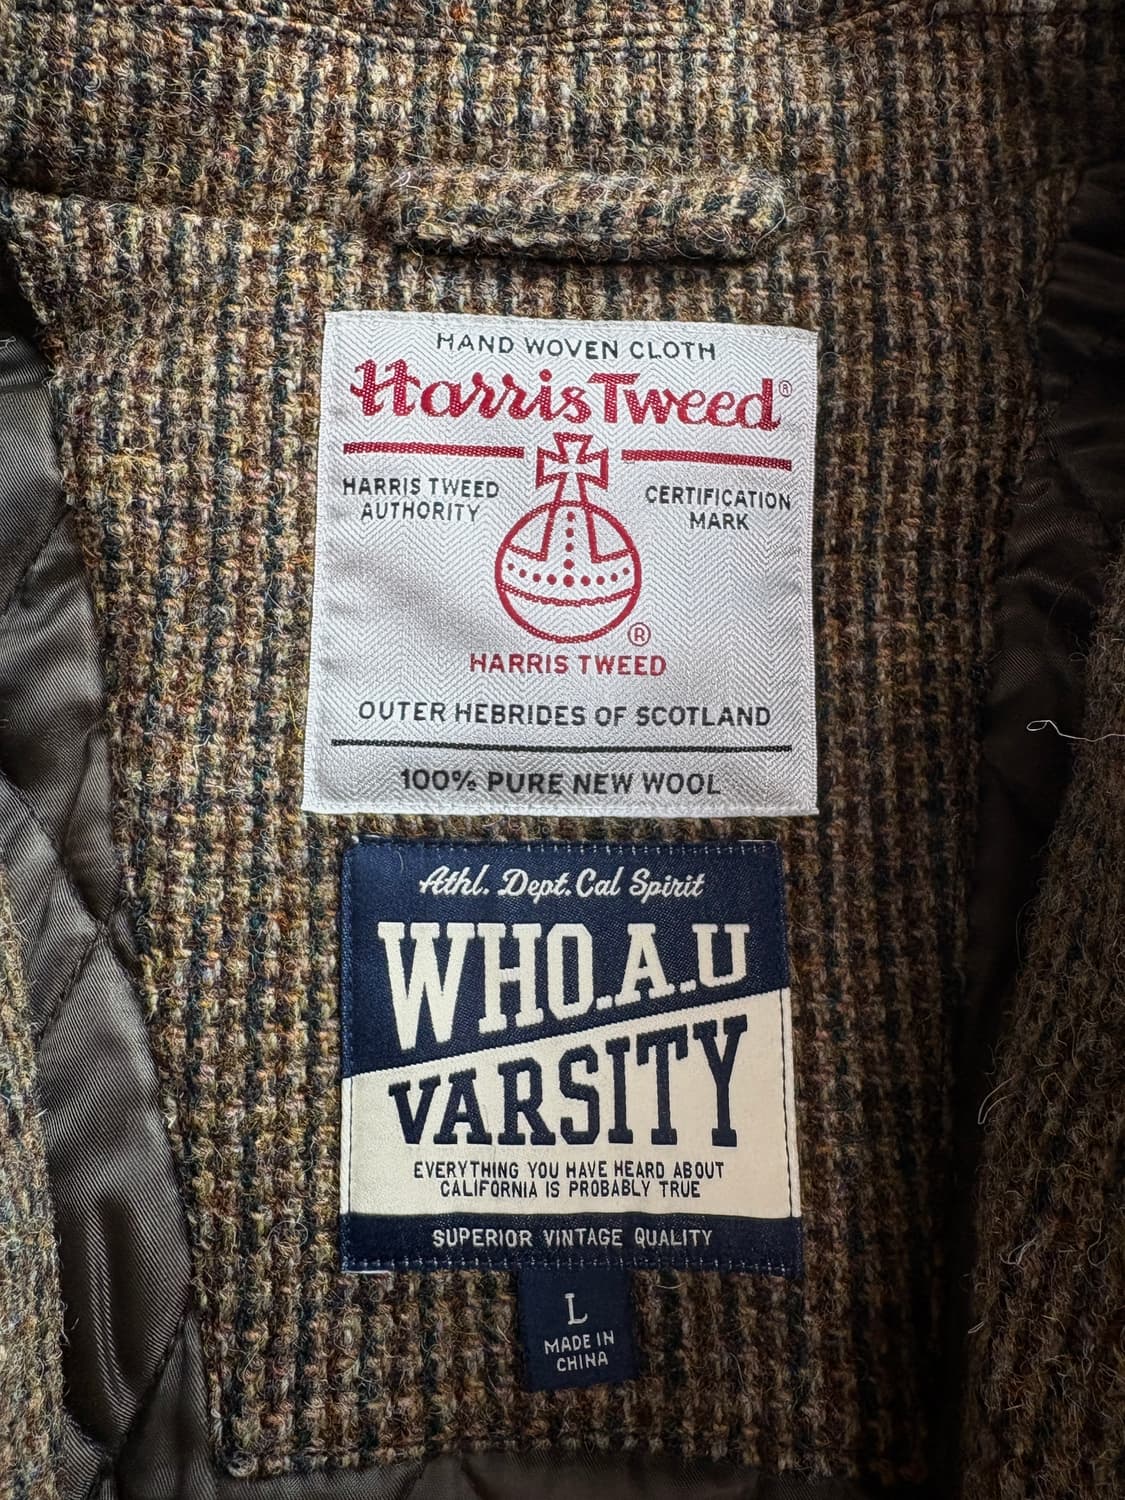 HAND WOVEN CLOTH
Harris Tweed®
HARRIS TWEED
AUTHORITY
CERTIFICATION
MARK
®
HARRIS TWEED
OUTER HEBRIDES OF SCOTLAND
100% PURE NEW WOOL
Athl. Dept. Cal Spirit
WHO.A.U
VARSITY
EVERYTHING YOU HAVE HEARD ABOUT
CALIFORNIA IS PROBABLY TRUE
SUPERIOR VINTAGE QUALITY
L
MADE IN
CHINA